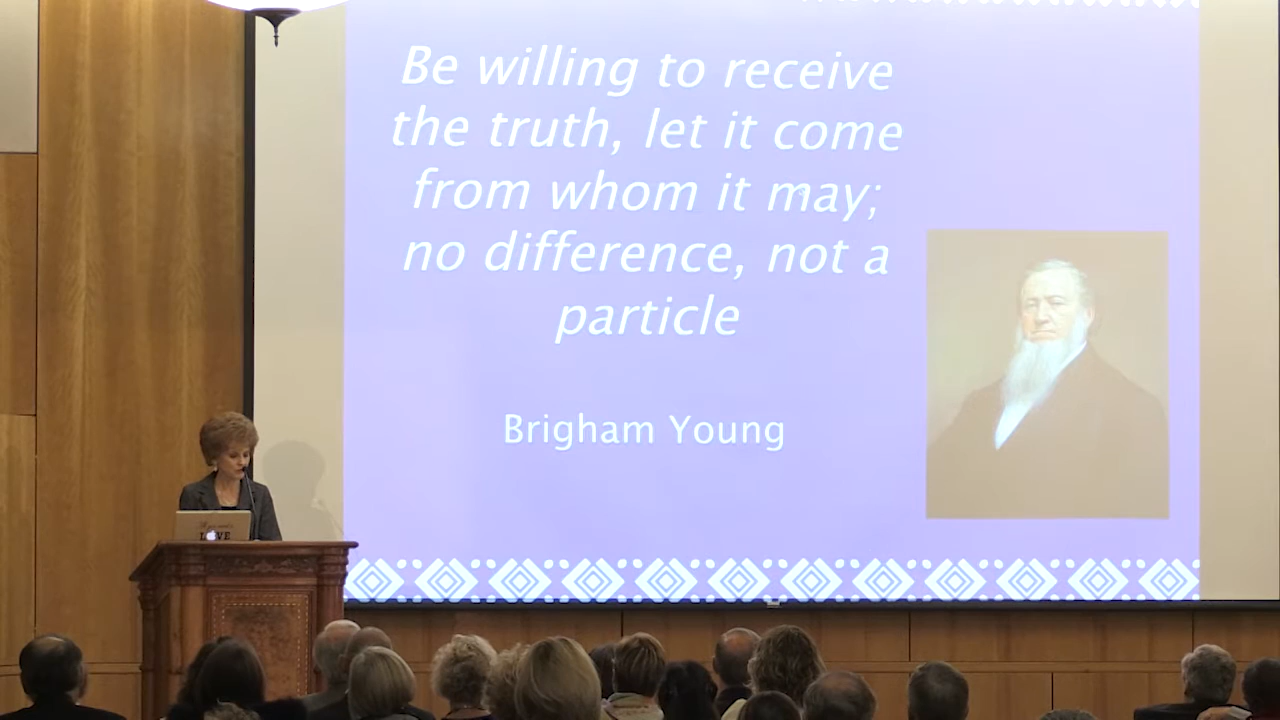 Be willing to receive
the truth, let it come
from whom it may;
no difference, not a
particle
Brigham Young
LOVE